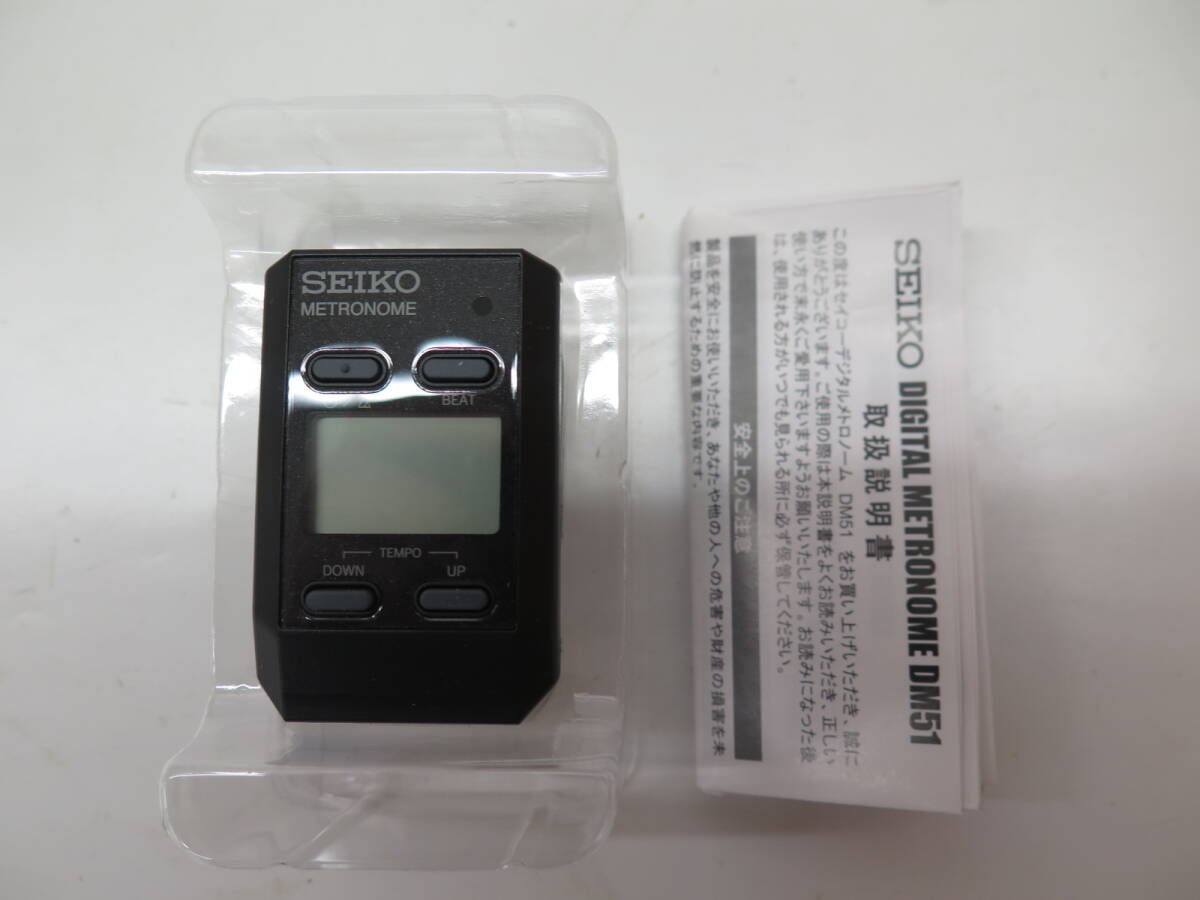 SEIKO
METRONOME
BEAT
TEMPO
DOWN
UP
SEIKO DIGITAL METRONOME DM51
取扱説明書
この度はセイコーデジタルメトロノーム DM51 をお買い上げいただき、誠に
ありがとうございます。ご使用の際は本説明書をよくお読みいただき、正しい
使い方で末永くご愛用下さいますようお願いいたします。お読みになった後
は、使用される方がいつでも見られる所に必ず保管してください。
安全上のご注意
製品を安全にお使いいただき、あなたや他の人への危害や財産の損害を未
然に防止するための重要な内容です。